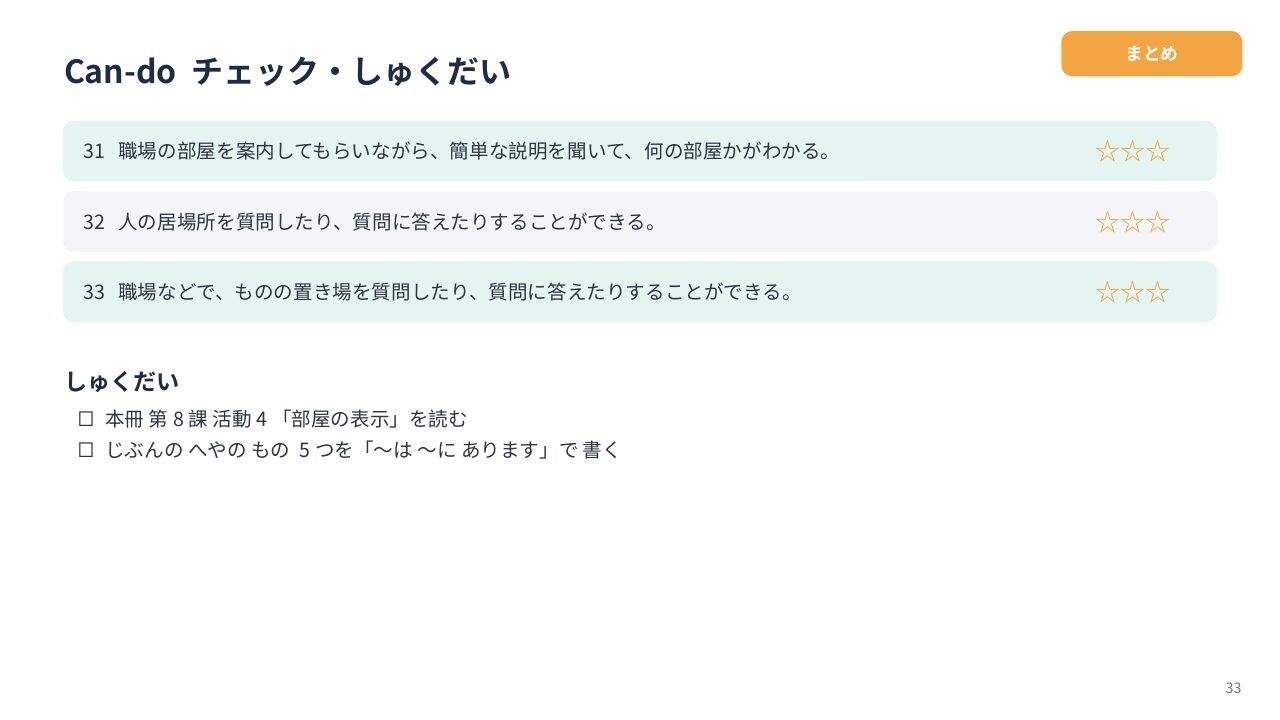 Can-do チェック・しゅくだい
まとめ
31 職場の部屋を案内してもらいながら、簡単な説明を聞いて、何の部屋かがわかる。 ☆☆☆
32 人の居場所を質問したり、質問に答えたりすることができる。 ☆☆☆
33 職場などで、ものの置き場を質問したり、質問に答えたりすることができる。 ☆☆☆
しゅくだい
☐ 本冊 第 8 課 活動 4 「部屋の表示」を読む
☐ じぶんの へやの もの 5 つを「～は ～に あります」で 書く
33